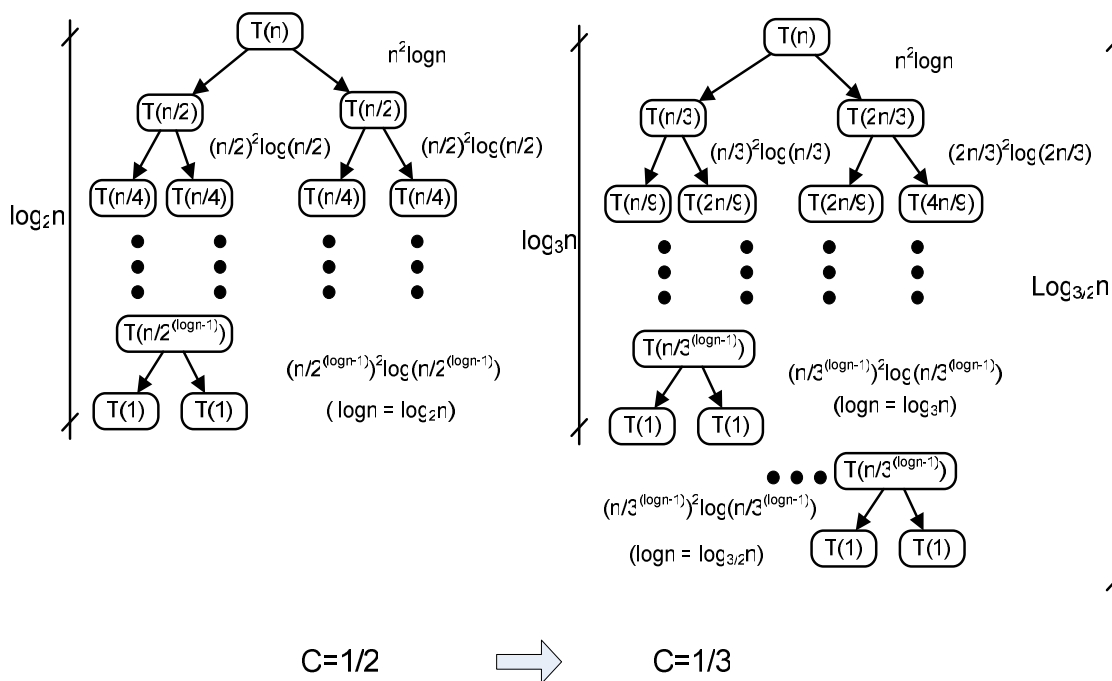 T(n)
n²logn
T(n/2) T(n/2)
(n/2)²log(n/2) (n/2)²log(n/2)
T(n/4) T(n/4) T(n/4) T(n/4)
log₂n
T(n/2^(logn-1))
(n/2^(logn-1))²log(n/2^(logn-1))
T(1) T(1)
( logn = log₂n)
T(n)
n²logn
T(n/3) T(2n/3)
(n/3)²log(n/3) (2n/3)²log(2n/3)
T(n/9) T(2n/9) T(2n/9) T(4n/9)
log₃n
Log₃/₂n
T(n/3^(logn-1))
(n/3^(logn-1))²log(n/3^(logn-1))
T(1) T(1)
(logn = log₃n)
T(n/3^(logn-1))
(n/3^(logn-1))²log(n/3^(logn-1))
T(1) T(1)
(logn = log₃/₂n)
C=1/2 C=1/3